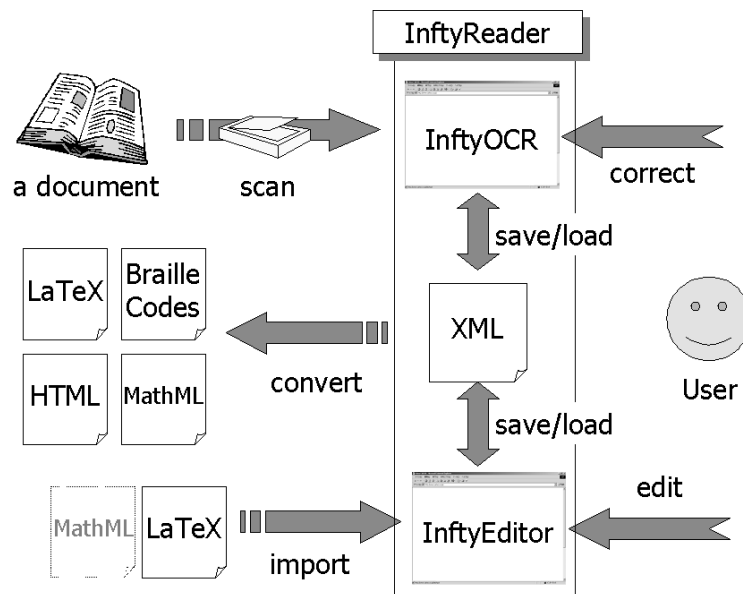 InftyReader
InftyOCR
a document
scan
correct
save/load
LaTeX
Braille
Codes
XML
HTML
MathML
convert
User
save/load
MathML
LaTeX
import
InftyEditor
edit